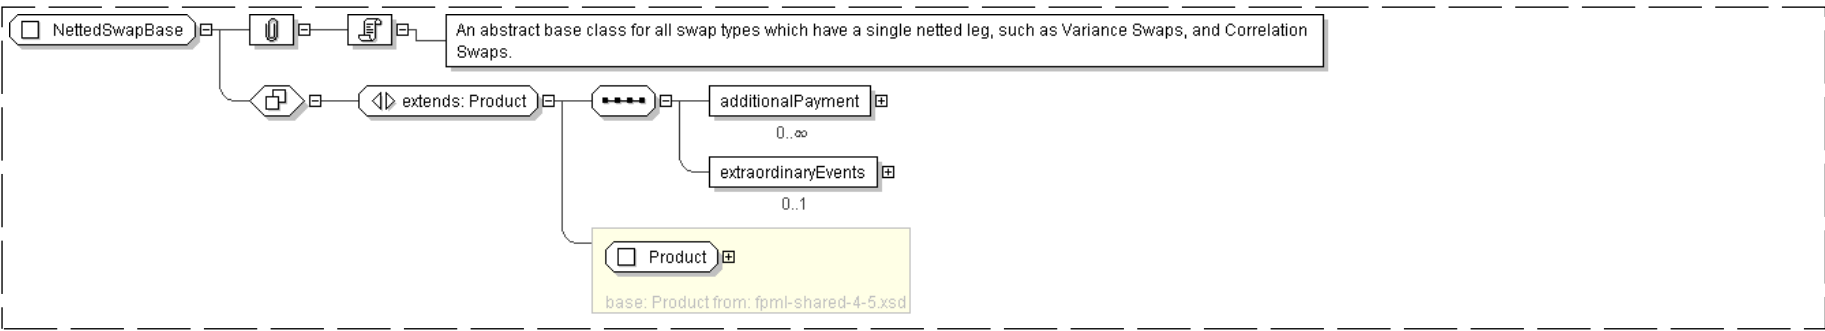 NettedSwapBase
An abstract base class for all swap types which have a single netted leg, such as Variance Swaps, and Correlation
Swaps.
extends: Product
additionalPayment
0..∞
extraordinaryEvents
0..1
Product
base: Product from: fpml-shared-4-5.xsd